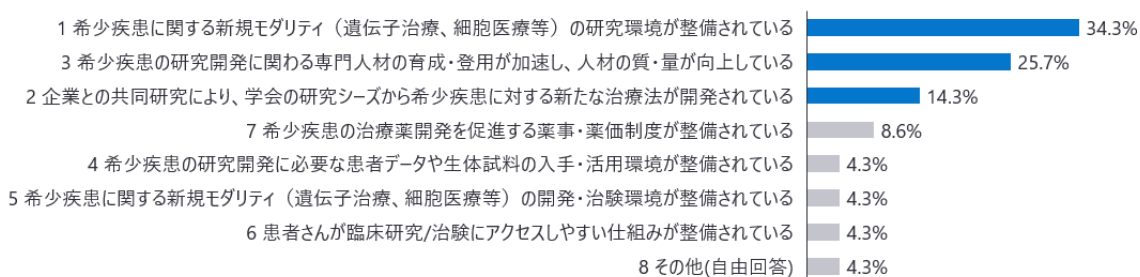 1 希少疾患に関する新規モダリティ（遺伝子治療、細胞医療等）の研究環境が整備されている 34.3%
3 希少疾患の研究開発に関わる専門人材の育成・登用が加速し、人材の質・量が向上している 25.7%
2 企業との共同研究により、学会の研究シーズから希少疾患に対する新たな治療法が開発されている 14.3%
7 希少疾患の治療薬開発を促進する薬事・薬価制度が整備されている 8.6%
4 希少疾患の研究開発に必要な患者データや生体試料の入手・活用環境が整備されている 4.3%
5 希少疾患に関する新規モダリティ（遺伝子治療、細胞医療等）の開発・治験環境が整備されている 4.3%
6 患者さんが臨床研究/治験にアクセスしやすい仕組みが整備されている 4.3%
8 その他(自由回答) 4.3%